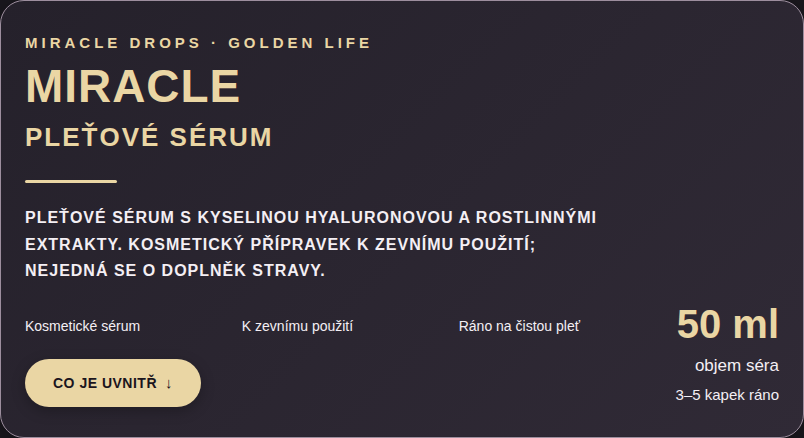 MIRACLE DROPS · GOLDEN LIFE
MIRACLE
PLEŤOVÉ SÉRUM
PLEŤOVÉ SÉRUM S KYSELINOU HYALURONOVOU A ROSTLINNÝMI
EXTRAKTY. KOSMETICKÝ PŘÍPRAVEK K ZEVNÍMU POUŽITÍ;
NEJEDNÁ SE O DOPLNĚK STRAVY.
Kosmetické sérum
K zevnímu použití
Ráno na čistou pleť
50 ml
objem séra
3–5 kapek ráno
CO JE UVNITŘ ↓